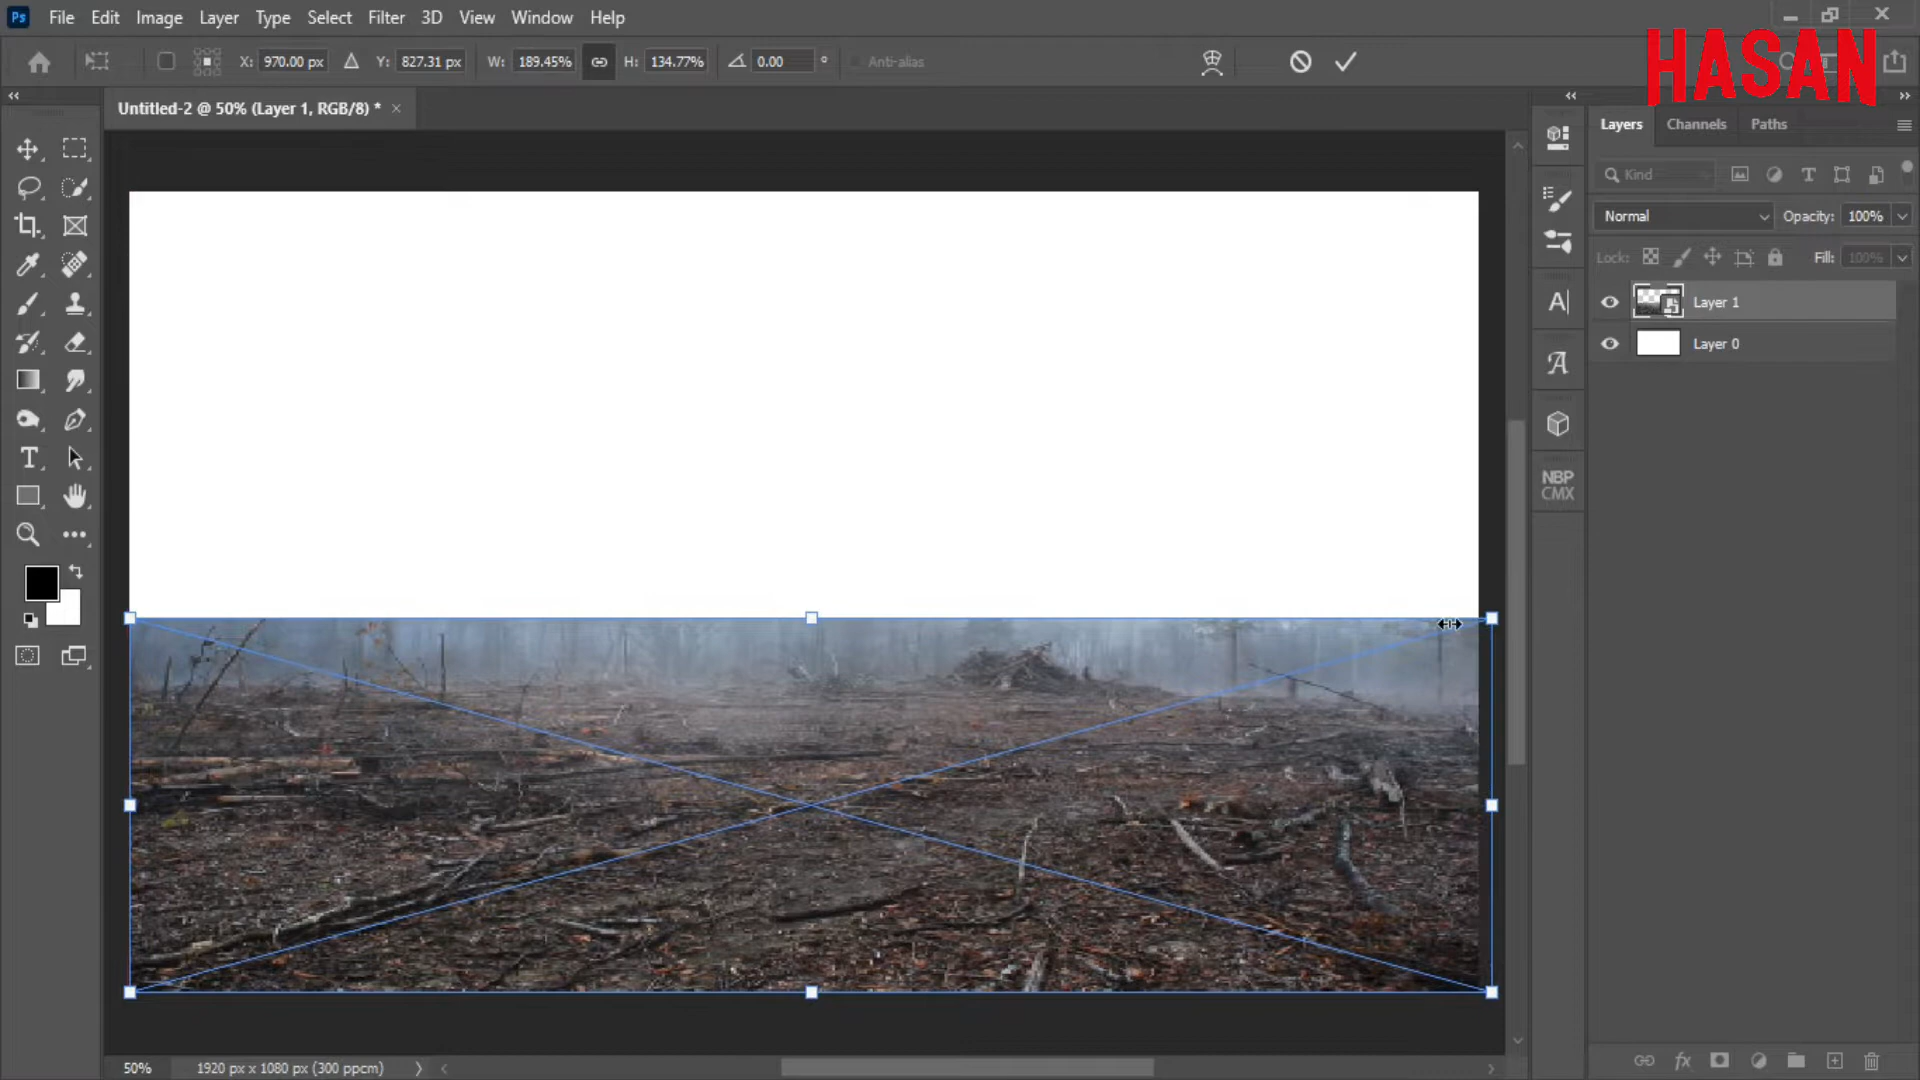 Ps File Edit Image Layer Type Select Filter 3D View Window Help
X: 970.00 px Y: 827.31 px W: 189.45% H: 134.77% 0.00 ° Anti-alias
HASAN
Untitled-2 @ 50% (Layer 1, RGB/8) *
Layers Channels Paths
Kind
Normal Opacity: 100%
Lock: Fill: 100%
Layer 1
Layer 0
NBP
CMX
50% 1920 px x 1080 px (300 ppcm)